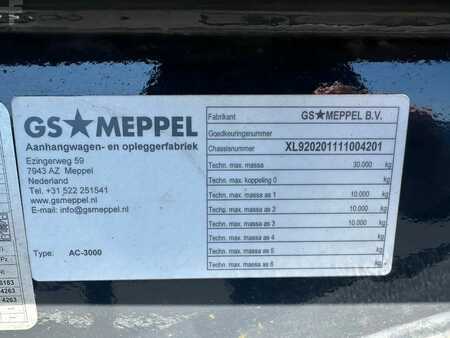 GS★MEPPEL
Aanhangwagen- en opleggerfabriek
Ezingerweg 59
7943 AZ Meppel
Nederland
Tel. +31 522 251541
www.gsmeppel.nl
E-mail: info@gsmeppel.nl
Type: AC-3000
Fabrikant GS★MEPPEL B.V.
Goedkeuringsnummer
Chassisnummer XL920201111004201
Techn. max. massa 30.000 kg
Techn. max. koppeling 0 kg
Techn. max. massa as 1 10.000 kg
Techn. max. massa as 2 10.000 kg
Techn. max. massa as 3 10.000 kg
Techn. max. massa as 4 kg
Techn. max. massa as 5 kg
Techn. max. massa as 6 kg
4263
4263